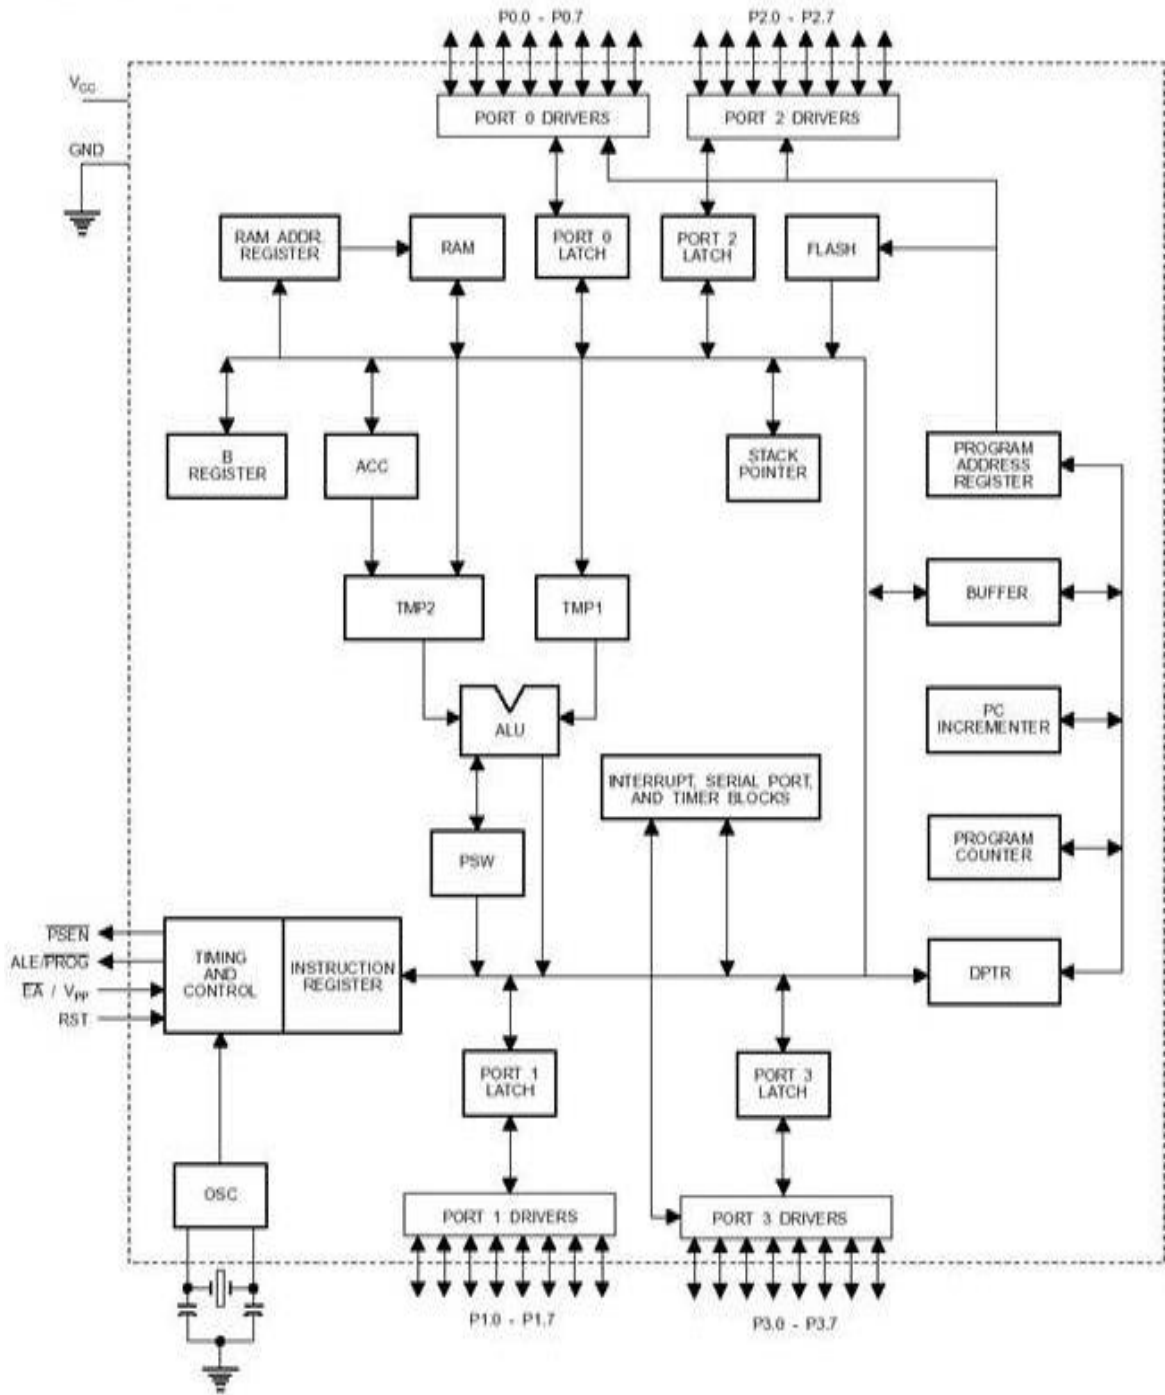 P0.0 - P0.7
P2.0 - P2.7
VCC
GND
PORT 0 DRIVERS
PORT 2 DRIVERS
RAM ADDR.
REGISTER
RAM
PORT 0
LATCH
PORT 2
LATCH
FLASH
B
REGISTER
ACC
STACK
POINTER
PROGRAM
ADDRESS
REGISTER
TMP2
TMP1
BUFFER
ALU
PC
INCREMENTER
INTERRUPT, SERIAL PORT,
AND TIMER BLOCKS
PSW
PROGRAM
COUNTER
PSEN
ALE/PROG
EA / VPP
RST
TIMING
AND
CONTROL
INSTRUCTION
REGISTER
DPTR
PORT 1
LATCH
PORT 3
LATCH
OSC
PORT 1 DRIVERS
PORT 3 DRIVERS
P1.0 - P1.7
P3.0 - P3.7